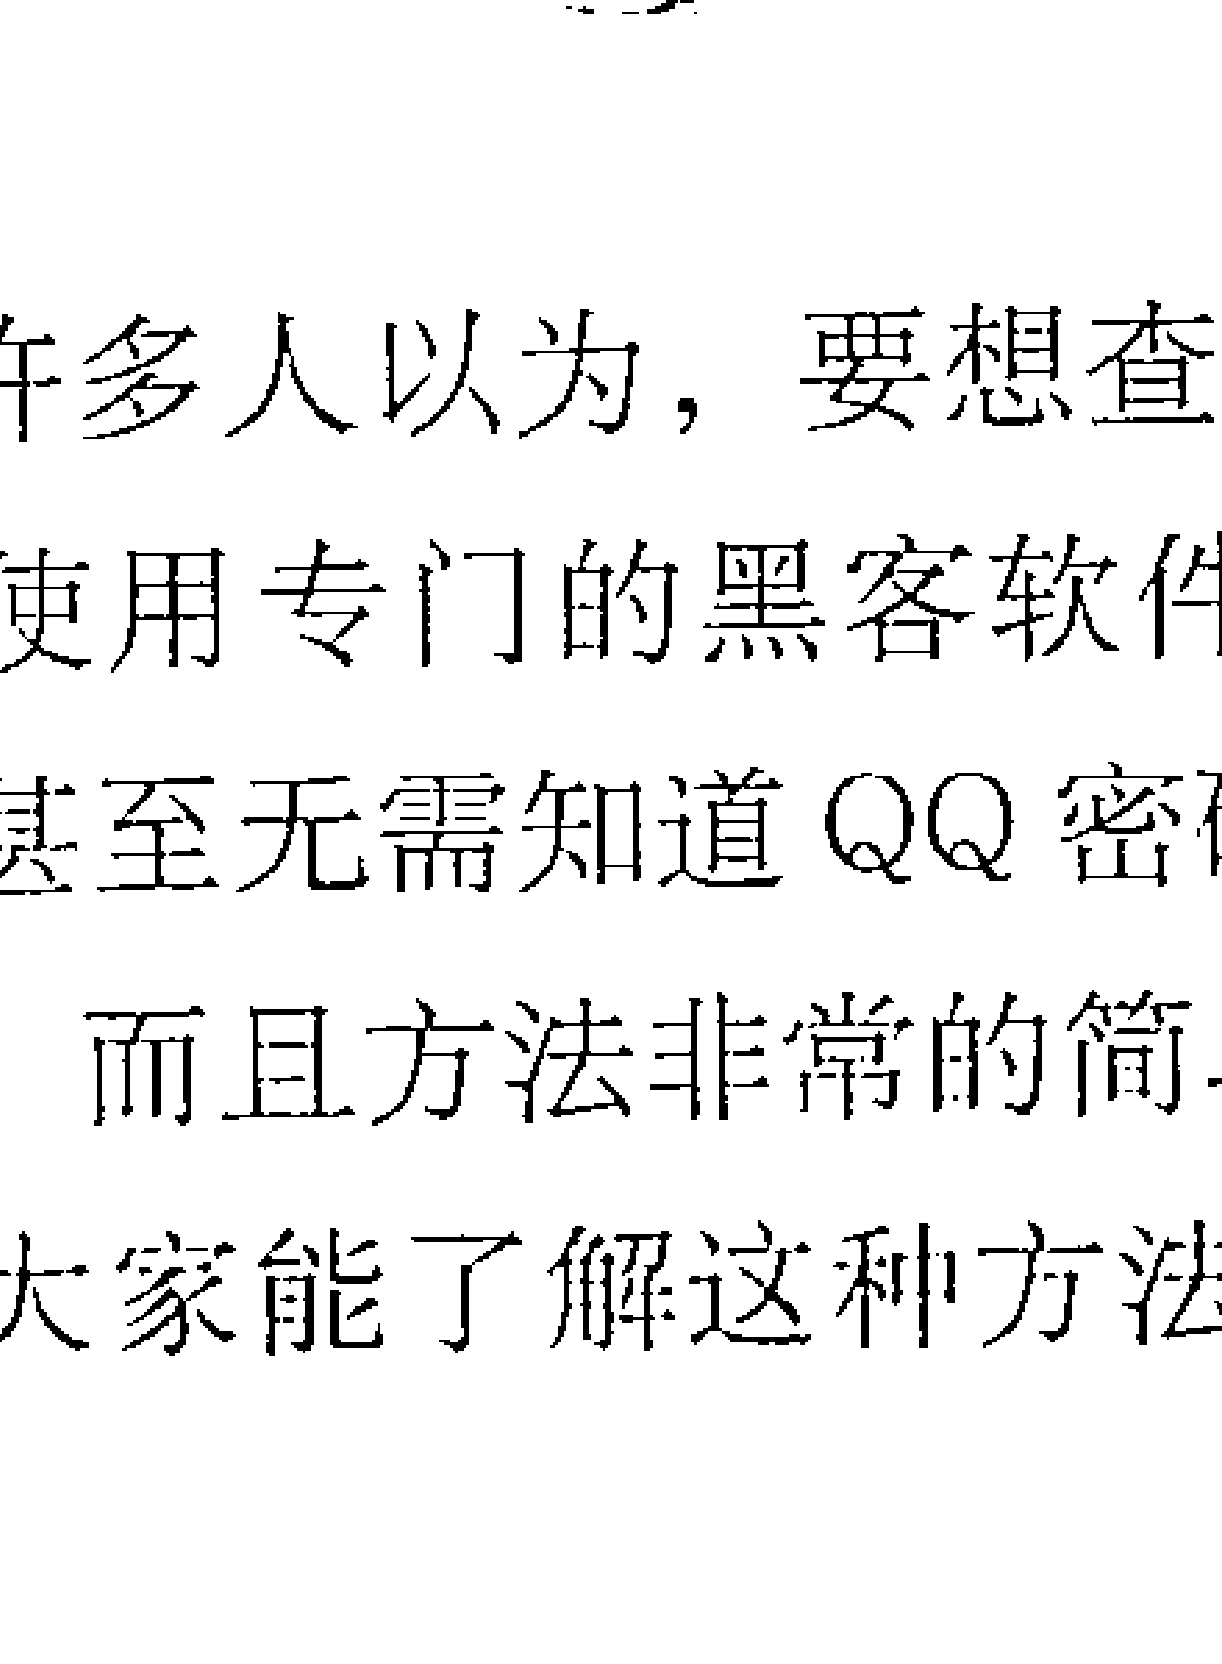 许多人以为，要想查
使用专门的黑客软件
甚至无需知道 QQ 密码
而且方法非常的简
大家能了解这种方法